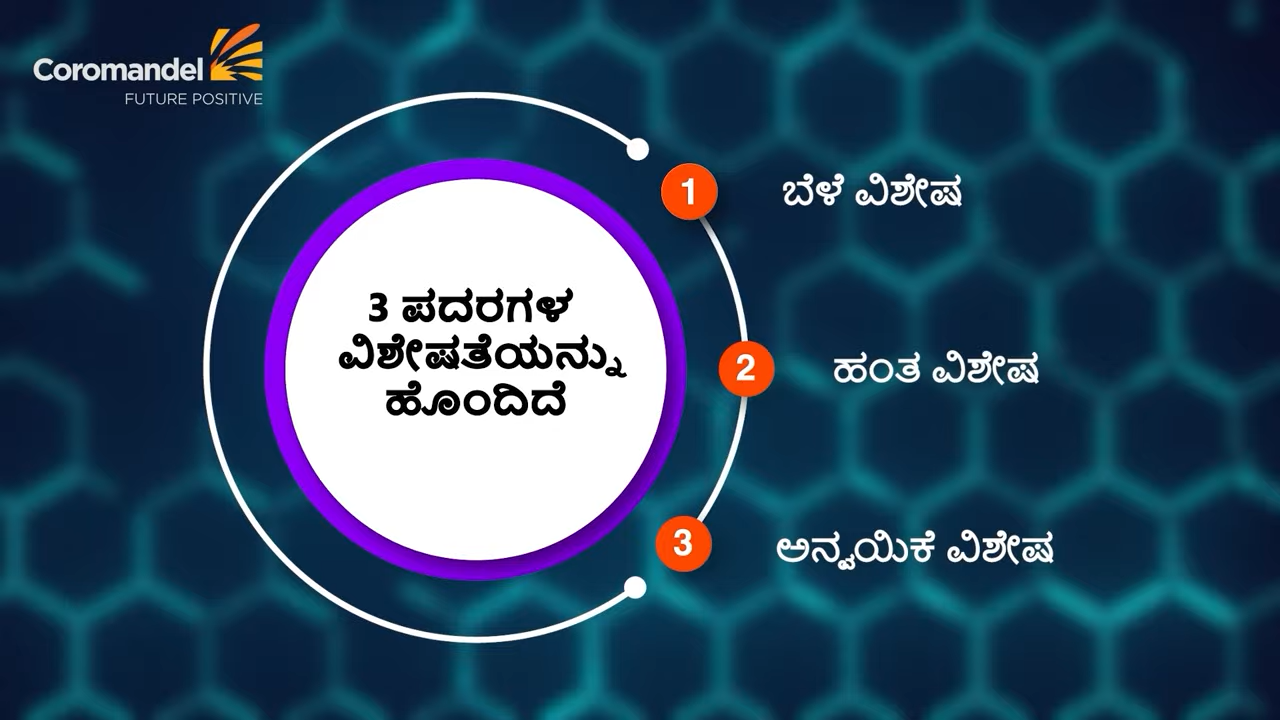 Coromandel
FUTURE POSITIVE
3 ಪದರಗಳ
ವಿಶೇಷತೆಯನ್ನು
ಹೊಂದಿದೆ
1 ಬೆಳೆ ವಿಶೇಷ
2 ಹಂತ ವಿಶೇಷ
3 ಅನ್ವಯಿಕೆ ವಿಶೇಷ